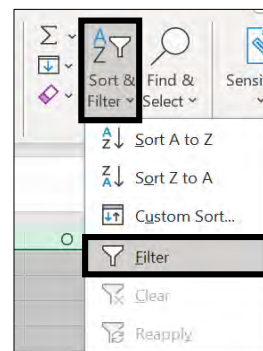 Sort & Find & Sensi
Filter Select
Sort A to Z
Sort Z to A
Custom Sort...
O
Filter
Clear
Reapply